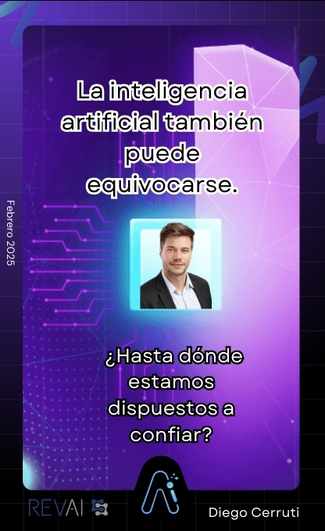 La inteligencia
artificial también
puede
equivocarse.
Febrero 2025
¿Hasta dónde
estamos
dispuestos a
confiar?
REVAI
Diego Cerruti